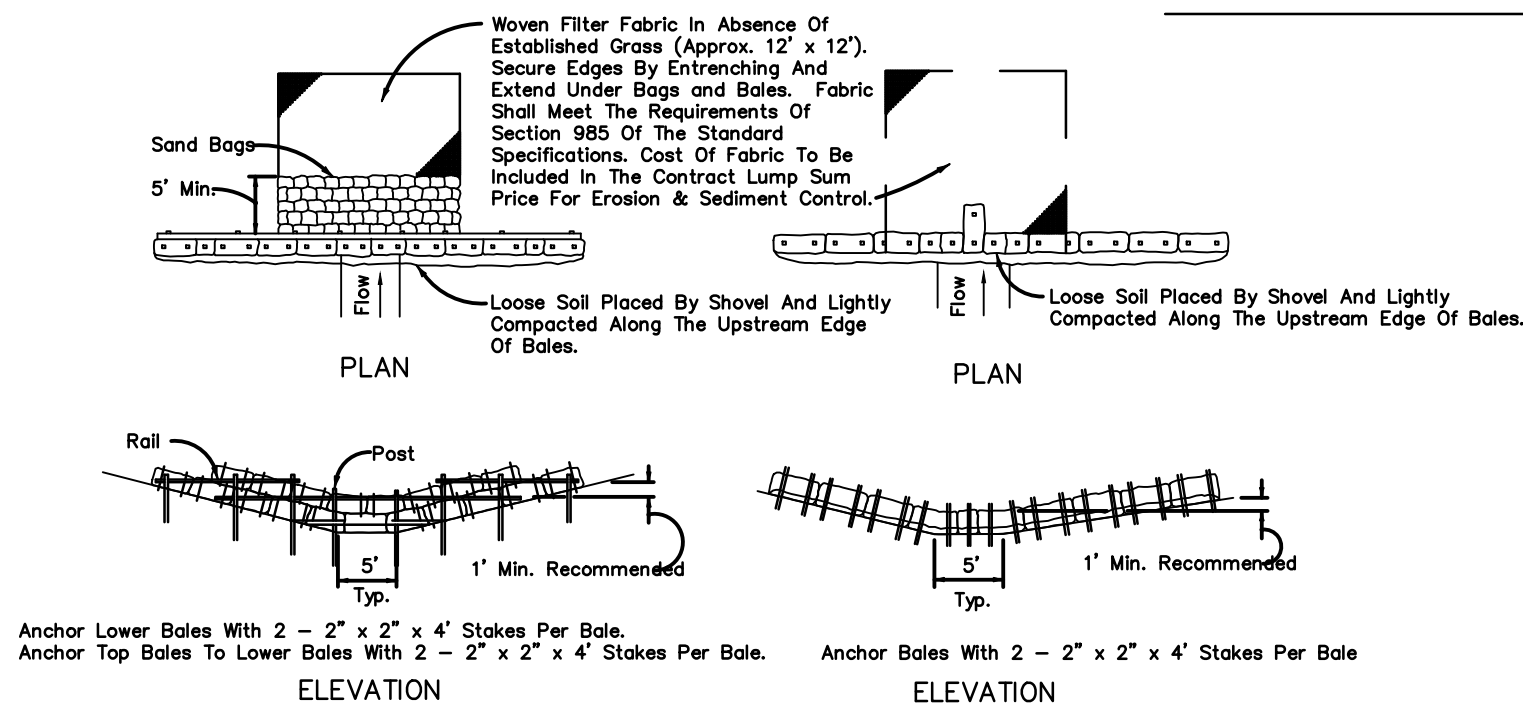 Woven Filter Fabric In Absence Of
Established Grass (Approx. 12' x 12').
Secure Edges By Entrenching And
Extend Under Bags and Bales. Fabric
Shall Meet The Requirements Of
Section 985 Of The Standard
Specifications. Cost Of Fabric To Be
Included In The Contract Lump Sum
Price For Erosion & Sediment Control.
Sand Bags
5' Min.
Flow
Loose Soil Placed By Shovel And Lightly
Compacted Along The Upstream Edge
Of Bales.
PLAN
Flow
Loose Soil Placed By Shovel And Lightly
Compacted Along The Upstream Edge Of Bales.
PLAN
Rail
Post
5'
Typ.
1' Min. Recommended
Anchor Lower Bales With 2 – 2" x 2" x 4' Stakes Per Bale.
Anchor Top Bales To Lower Bales With 2 – 2" x 2" x 4' Stakes Per Bale.
ELEVATION
5'
Typ.
1' Min. Recommended
Anchor Bales With 2 – 2" x 2" x 4' Stakes Per Bale
ELEVATION